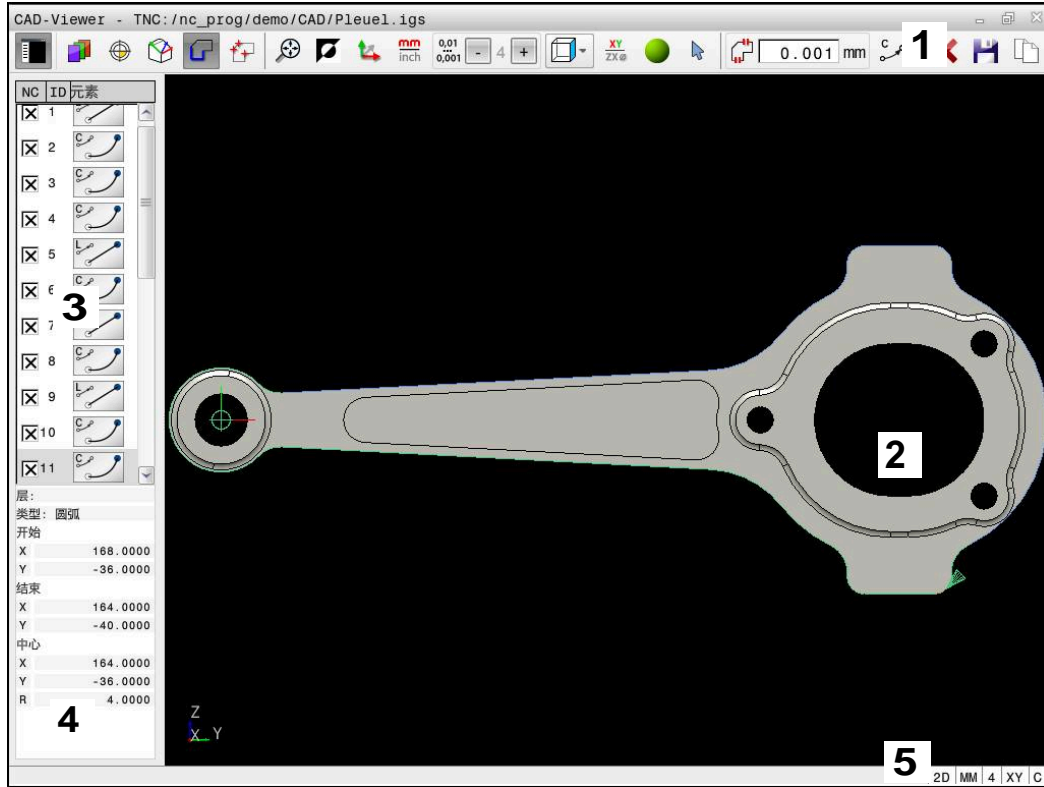 CAD-Viewer - TNC:/nc_prog/demo/CAD/Pleuel.igs
mm
inch
0,01
0,001
- 4 +
XY
ZX⌀
0.001 mm
C
1
NC ID 元素
1
2 C
3 C
4 C
5 L
6 C
3
7
8 C
9 L
10 C
11 C
层:
类型: 圆弧
开始
X 168.0000
Y -36.0000
结束
X 164.0000
Y -40.0000
中心
X 164.0000
Y -36.0000
R 4.0000
4
2
Z
X Y
5
2D MM 4 XY C